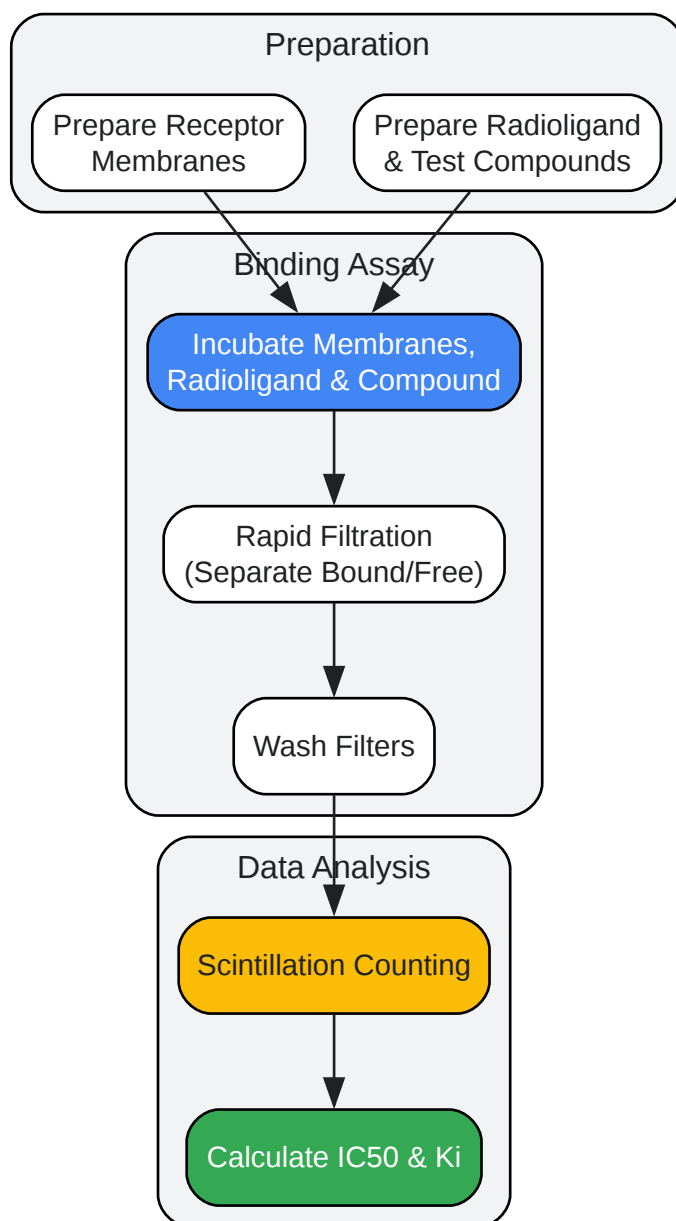 Preparation
Prepare Receptor
Membranes
Prepare Radioligand
& Test Compounds
Binding Assay
Incubate Membranes,
Radioligand & Compound
Rapid Filtration
(Separate Bound/Free)
Wash Filters
Data Analysis
Scintillation Counting
Calculate IC50 & Ki